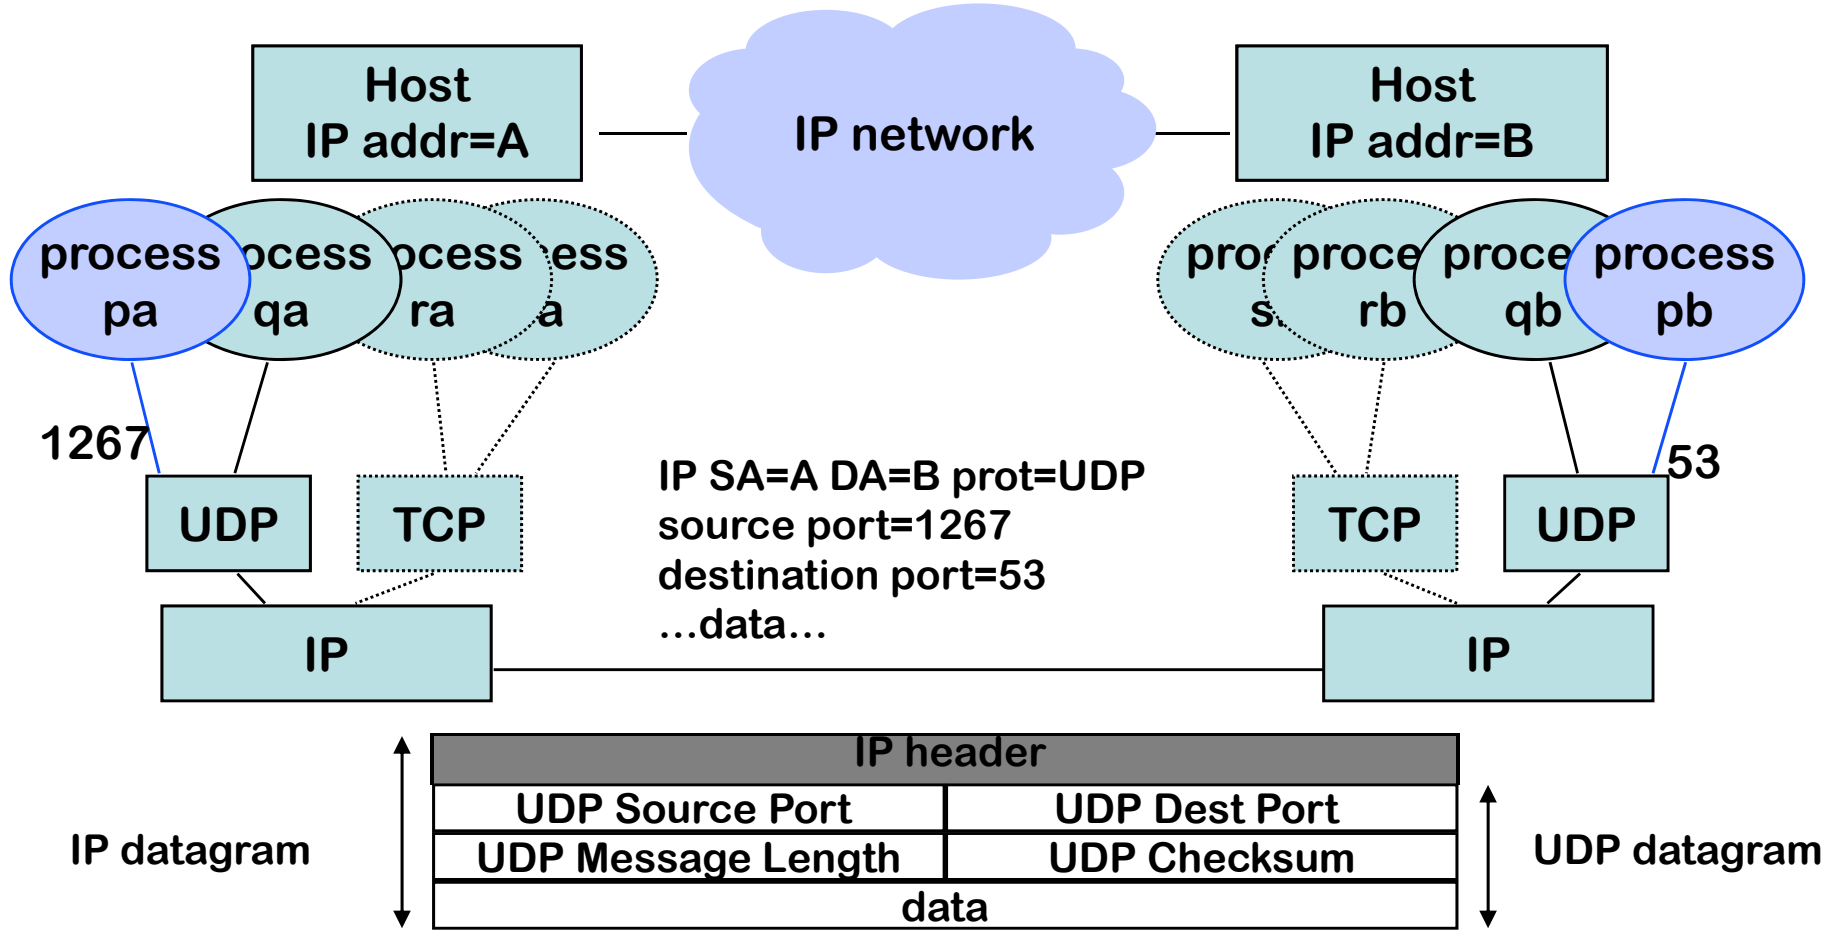 Host
IP addr=A
IP network
Host
IP addr=B
process
pa
ocess
qa
ocess
ra
ess
a
proc
s
proce
rb
proce
qb
process
pb
1267
53
UDP
TCP
IP SA=A DA=B prot=UDP
source port=1267
destination port=53
...data...
TCP
UDP
IP
IP
IP header
UDP Source Port
UDP Dest Port
UDP Message Length
UDP Checksum
data
IP datagram
UDP datagram